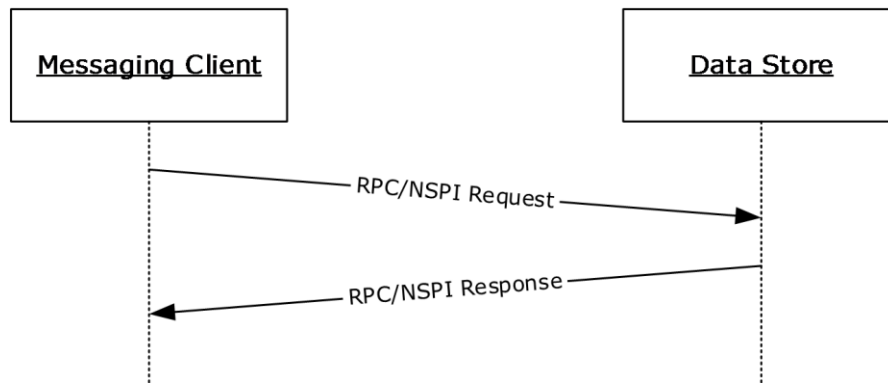 Messaging Client
Data Store
RPC/NSPI Request
RPC/NSPI Response